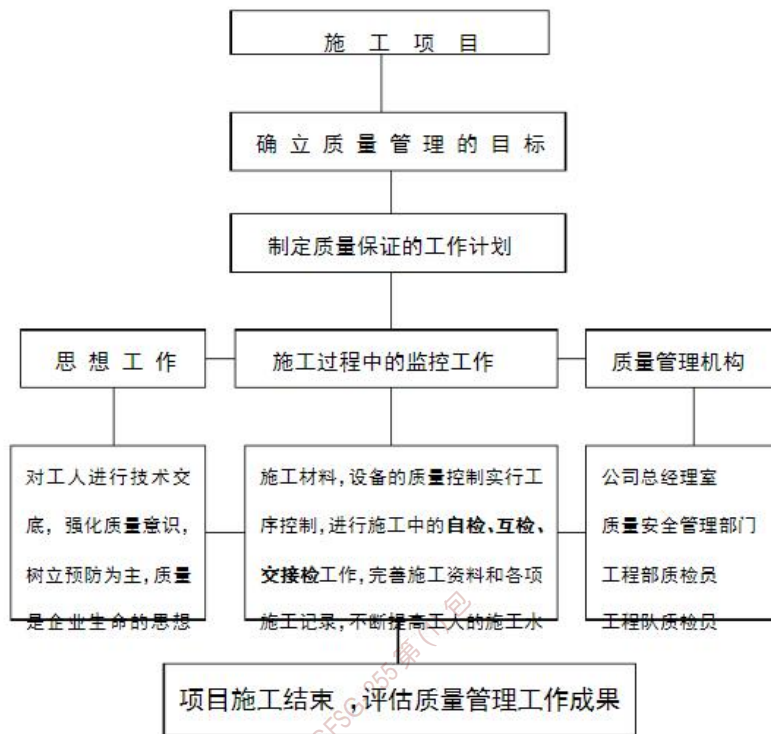 施工项目
确立质量管理的目标
制定质量保证的工作计划
思想工作
施工过程中的监控工作
质量管理机构
对工人进行技术交
底，强化质量意识，
树立预防为主，质量
是企业生命的思想
施工材料，设备的质量控制实行工
序控制，进行施工中的自检、互检、
交接检工作，完善施工资料和各项
施工记录，不断提高工人的施工水
公司总经理室
质量安全管理部门
工程部质检员
工程队质检员
项目施工结束，评估质量管理工作成果